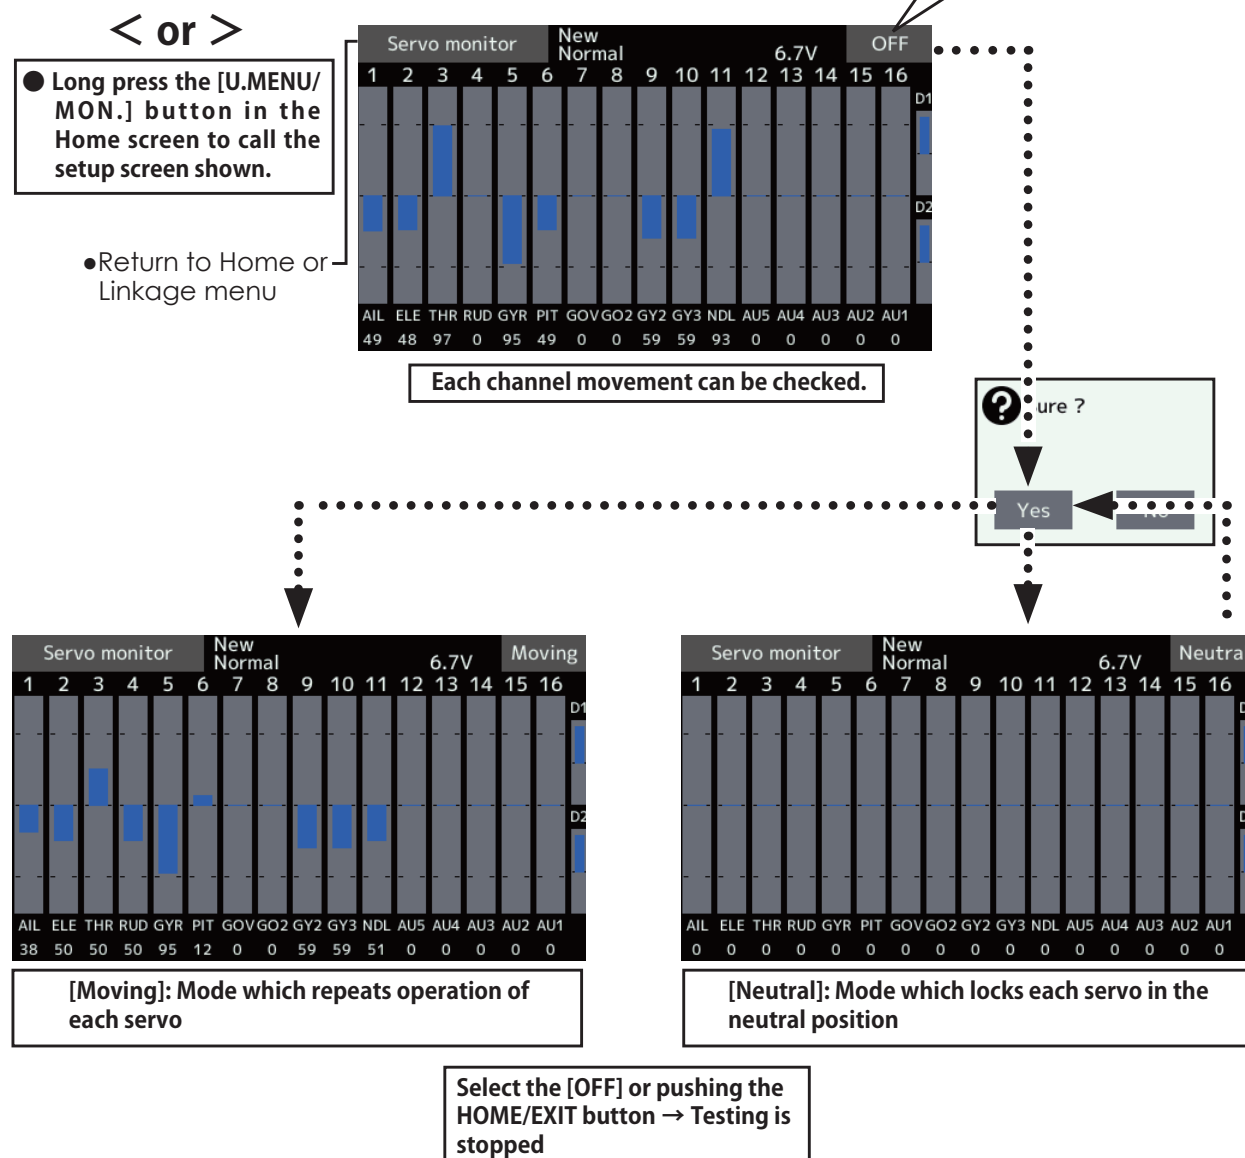 < or >
● Long press the [U.MENU/
MON.] button in the
Home screen to call the
setup screen shown.
●Return to Home or
Linkage menu
Servo monitor New Normal 6.7V OFF
1 2 3 4 5 6 7 8 9 10 11 12 13 14 15 16
D1
D2
AIL ELE THR RUD GYR PIT GOV GO2 GY2 GY3 NDL AU5 AU4 AU3 AU2 AU1
49 48 97 0 95 49 0 0 59 59 93 0 0 0 0 0
Each channel movement can be checked.
ure ?
Yes
Servo monitor New Normal 6.7V Moving
1 2 3 4 5 6 7 8 9 10 11 12 13 14 15 16
D1
D2
AIL ELE THR RUD GYR PIT GOV GO2 GY2 GY3 NDL AU5 AU4 AU3 AU2 AU1
38 50 50 50 95 12 0 0 59 59 51 0 0 0 0 0
[Moving]: Mode which repeats operation of
each servo
Servo monitor New Normal 6.7V Neutra
1 2 3 4 5 6 7 8 9 10 11 12 13 14 15 16
AIL ELE THR RUD GYR PIT GOV GO2 GY2 GY3 NDL AU5 AU4 AU3 AU2 AU1
0 0 0 0 0 0 0 0 0 0 0 0 0 0 0 0
[Neutral]: Mode which locks each servo in the
neutral position
Select the [OFF] or pushing the
HOME/EXIT button → Testing is
stopped